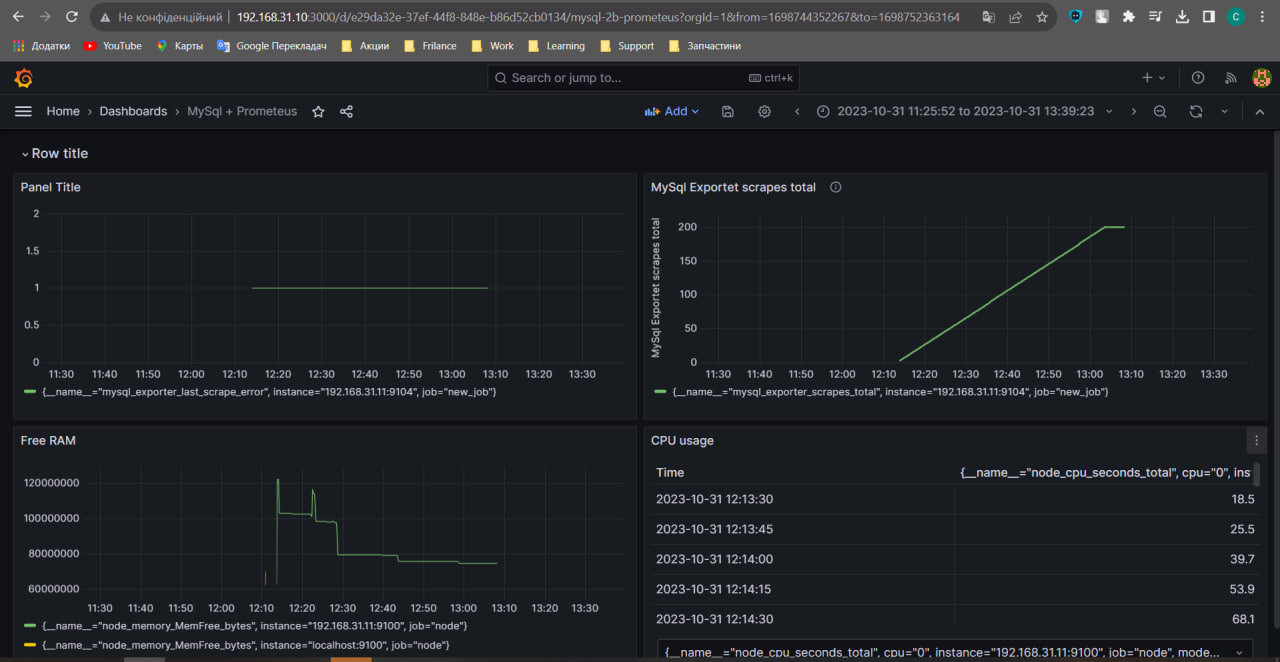 Не конфіденційний 192.168.31.10:3000/d/e29da32e-37ef-44f8-848e-b86d52cb0134/mysql-2b-prometeus?orgId=1&from=1698744352267&to=1698752363164
C
Додатки YouTube Карты Google Перекладач Акции Frilance Work Learning Support Запчастини
Search or jump to... ctrl+k
Home › Dashboards › MySql + Prometeus Add 2023-10-31 11:25:52 to 2023-10-31 13:39:23
Row title
Panel Title
2
1.5
1
0.5
0
11:30 11:40 11:50 12:00 12:10 12:20 12:30 12:40 12:50 13:00 13:10 13:20 13:30
{__name__="mysql_exporter_last_scrape_error", instance="192.168.31.11:9104", job="new_job"}
MySql Exportet scrapes total
MySql Exportet scrapes total
200
150
100
50
0
11:30 11:40 11:50 12:00 12:10 12:20 12:30 12:40 12:50 13:00 13:10 13:20 13:30
{__name__="mysql_exporter_scrapes_total", instance="192.168.31.11:9104", job="new_job"}
Free RAM
120000000
100000000
80000000
60000000
11:30 11:40 11:50 12:00 12:10 12:20 12:30 12:40 12:50 13:00 13:10 13:20 13:30
{__name__="node_memory_MemFree_bytes", instance="192.168.31.11:9100", job="node"}
{__name__="node_memory_MemFree_bytes", instance="localhost:9100", job="node"}
CPU usage
Time {__name__="node_cpu_seconds_total", cpu="0", ins
2023-10-31 12:13:30 18.5
2023-10-31 12:13:45 25.5
2023-10-31 12:14:00 39.7
2023-10-31 12:14:15 53.9
2023-10-31 12:14:30 68.1
{__name__="node_cpu_seconds_total", cpu="0", instance="192.168.31.11:9100", job="node", mode...